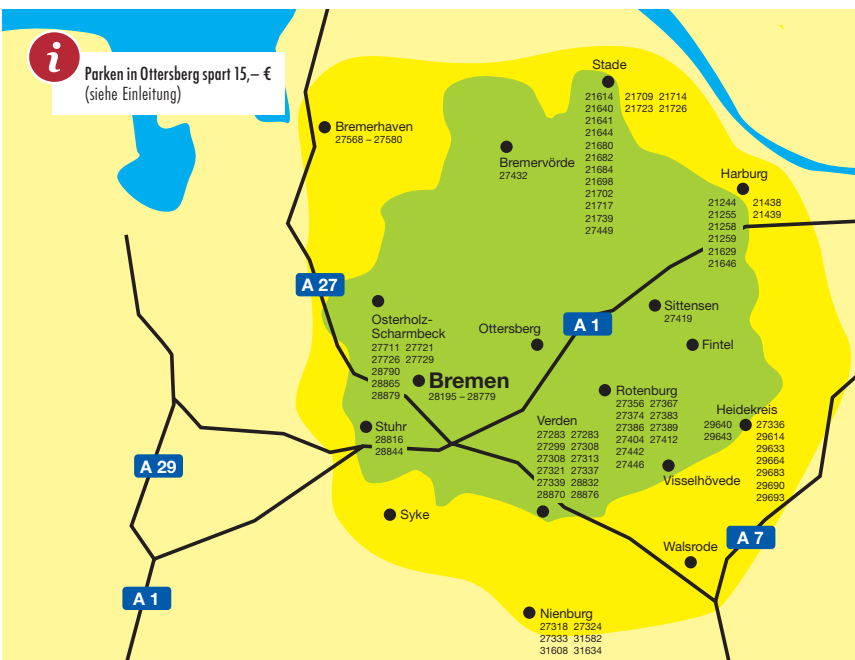 i
Parken in Ottersberg spart 15,– €
(siehe Einleitung)
Stade
21614 21709 21714
21640 21723 21726
21641
21644
21680
21682
21684
21698
21702
21717
21739
27449
Bremerhaven
27568 – 27580
Bremervörde
27432
Harburg
21244 21438
21255 21439
21258
21259
21629
21646
A 27
Osterholz-
Scharmbeck
27711 27721
27726 27729
28790
28865
28879
Ottersberg
A 1
Sittensen
27419
Fintel
Bremen
28195 – 28779
Rotenburg
27356 27367
27374 27383
27386 27389
27404 27412
27442
27446
Heidekreis
29640 27336
29643 29614
29633
29664
29683
29690
29693
Stuhr
28816
28844
Verden
27283 27283
27299 27308
27308 27313
27321 27337
27339 28832
28870 28876
Visselhövede
A 29
Syke
A 7
Walsrode
A 1
Nienburg
27318 27324
27333 31582
31608 31634